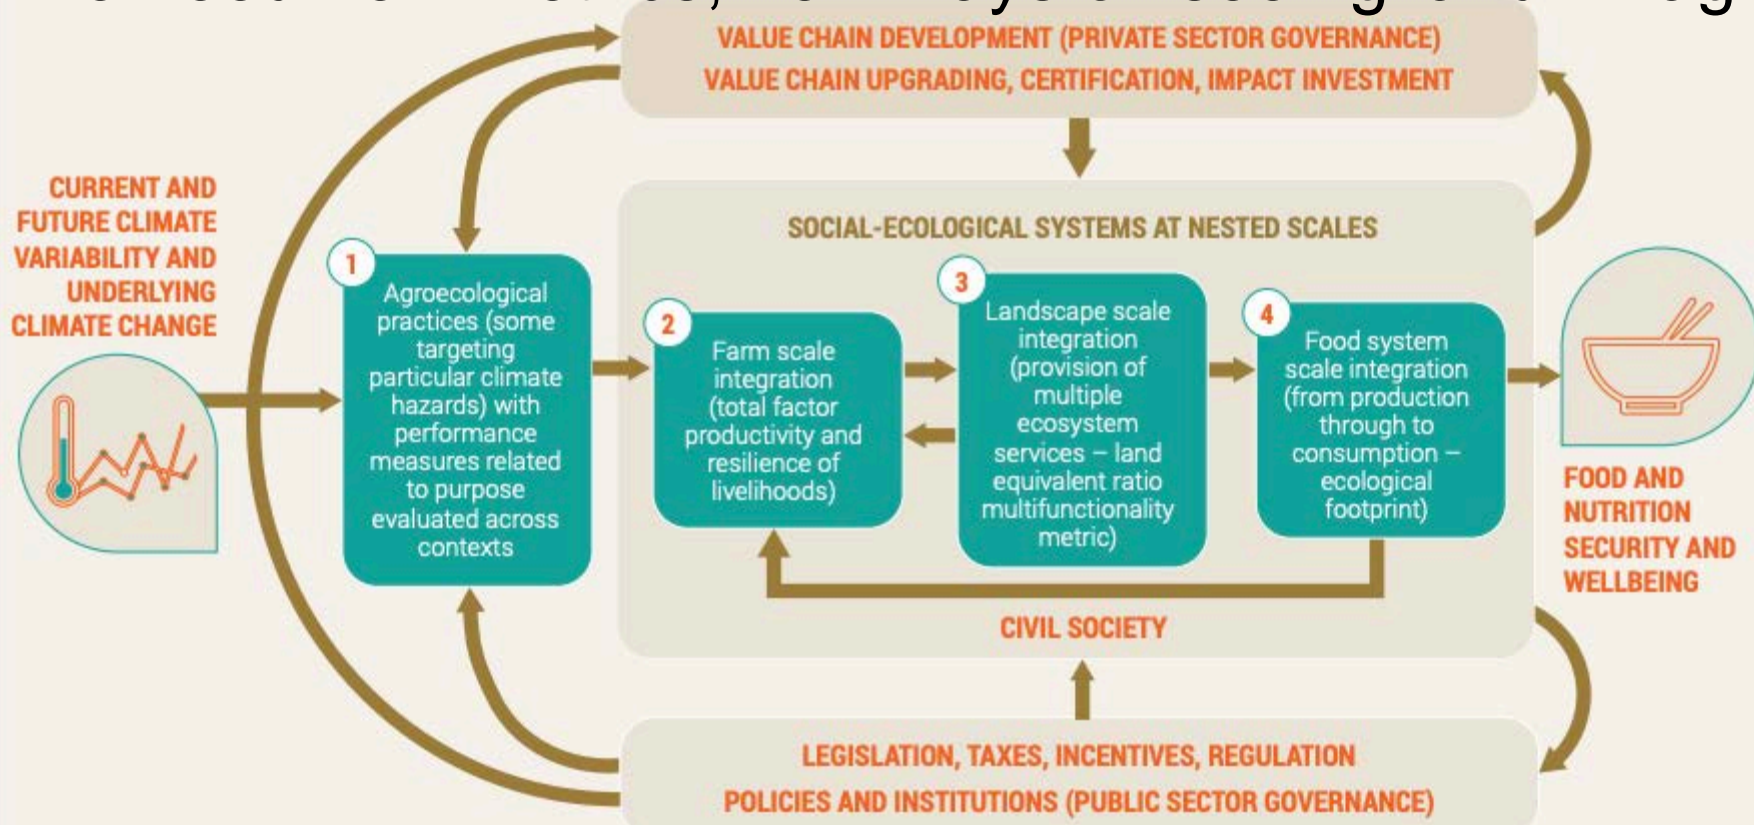 VALUE CHAIN DEVELOPMENT (PRIVATE SECTOR GOVERNANCE)
VALUE CHAIN UPGRADING, CERTIFICATION, IMPACT INVESTMENT
CURRENT AND
FUTURE CLIMATE
VARIABILITY AND
UNDERLYING
CLIMATE CHANGE
SOCIAL-ECOLOGICAL SYSTEMS AT NESTED SCALES
1
Agroecological
practices (some
targeting
particular climate
hazards) with
performance
measures related
to purpose
evaluated across
contexts
2
Farm scale
integration
(total factor
productivity and
resilience of
livelihoods)
3
Landscape scale
integration
(provision of
multiple
ecosystem
services – land
equivalent ratio
multifunctionality
metric)
4
Food system
scale integration
(from production
through to
consumption –
ecological
footprint)
FOOD AND
NUTRITION
SECURITY AND
WELLBEING
CIVIL SOCIETY
LEGISLATION, TAXES, INCENTIVES, REGULATION
POLICIES AND INSTITUTIONS (PUBLIC SECTOR GOVERNANCE)